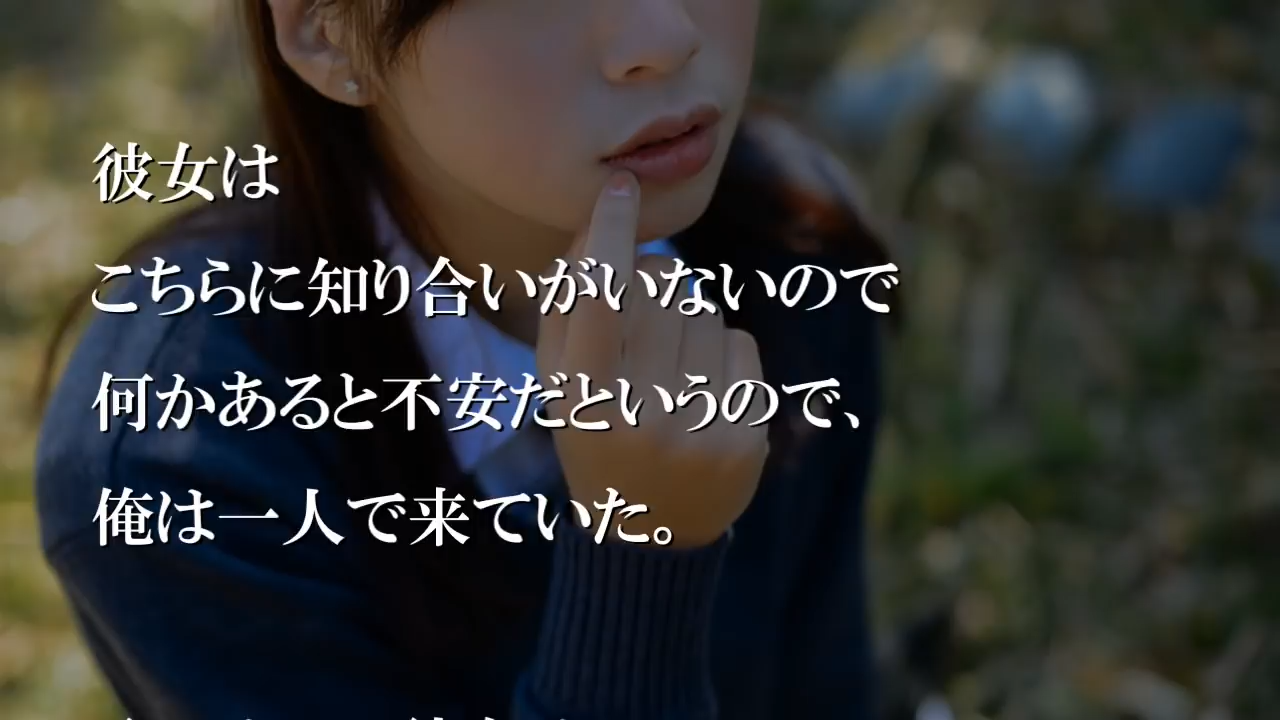 彼女は
こちらに知り合いがいないので
何かあると不安だというので、
俺は一人で来ていた。